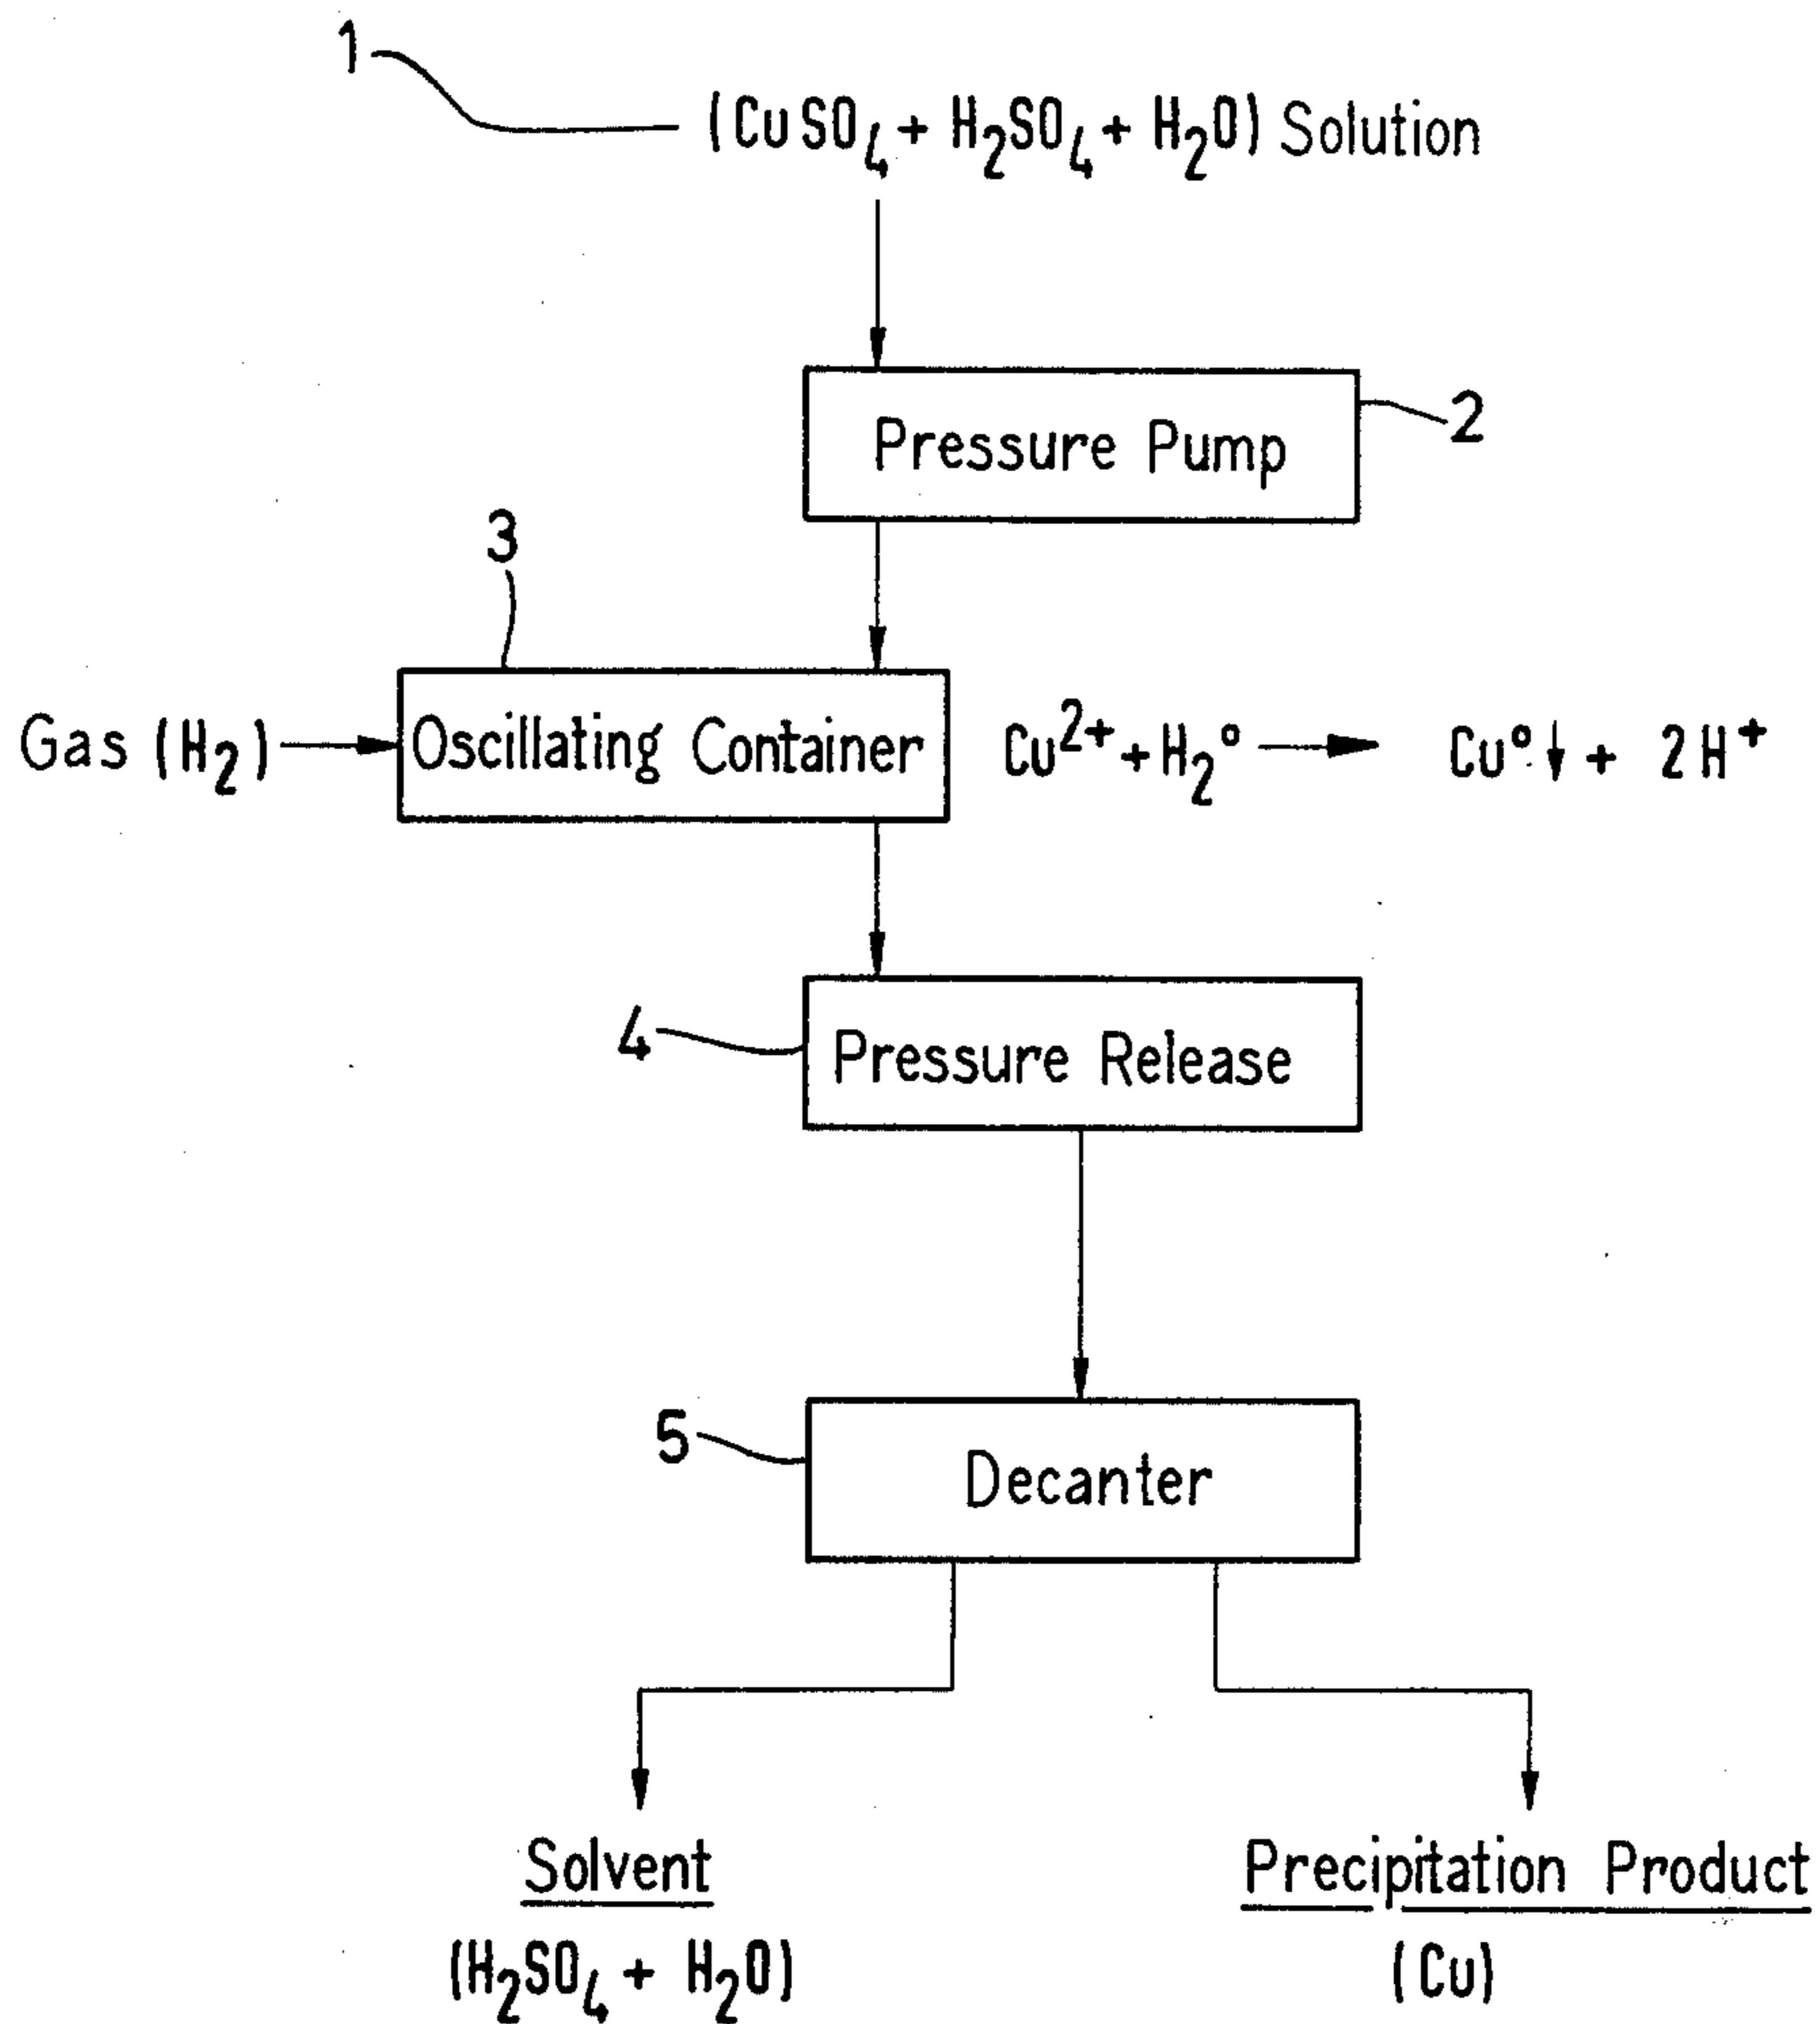 1
(CuSO₄ + H₂SO₄ + H₂O) Solution
Pressure Pump
2
3
Gas (H₂)
Oscillating Container
Cu²⁺ + H₂° → Cu° ↓ + 2H⁺
4
Pressure Release
5
Decanter
Solvent
Precipitation Product
(H₂SO₄ + H₂O)
(Cu)